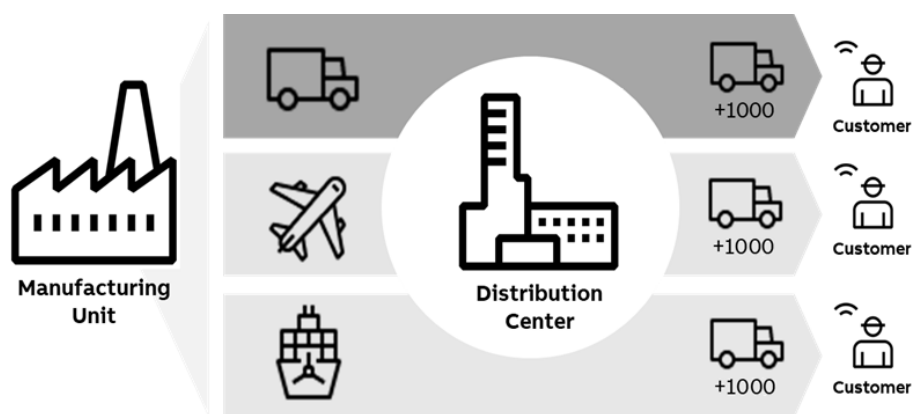 +1000
Customer
+1000
Customer
Manufacturing
Unit
Distribution
Center
+1000
Customer